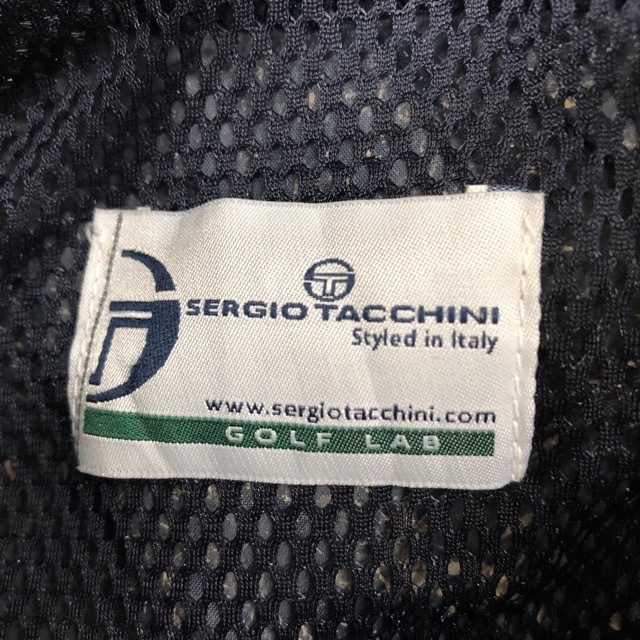 SERGIO TACCHINI
Styled in Italy
www.sergiotacchini.com
GOLF LAB